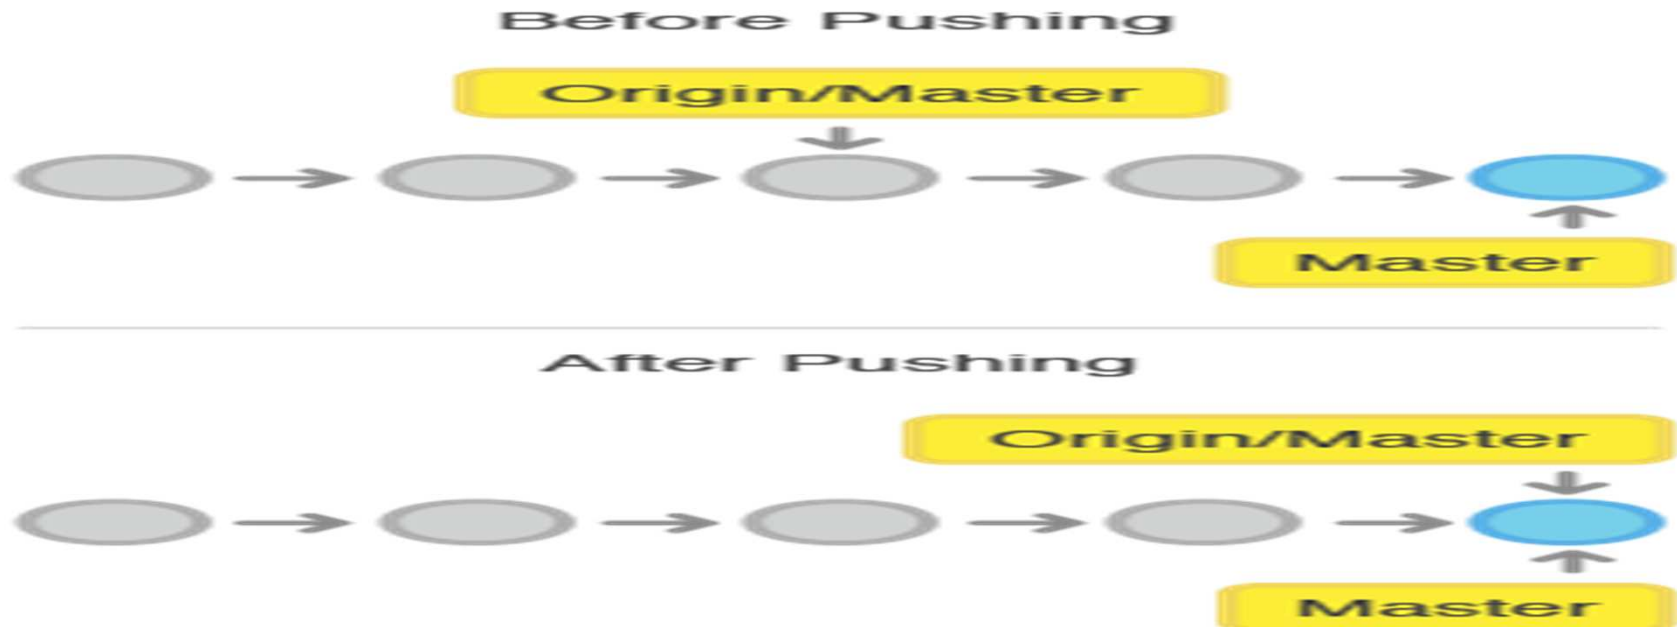 Before Pushing
Origin/Master
Master
After Pushing
Origin/Master
Master